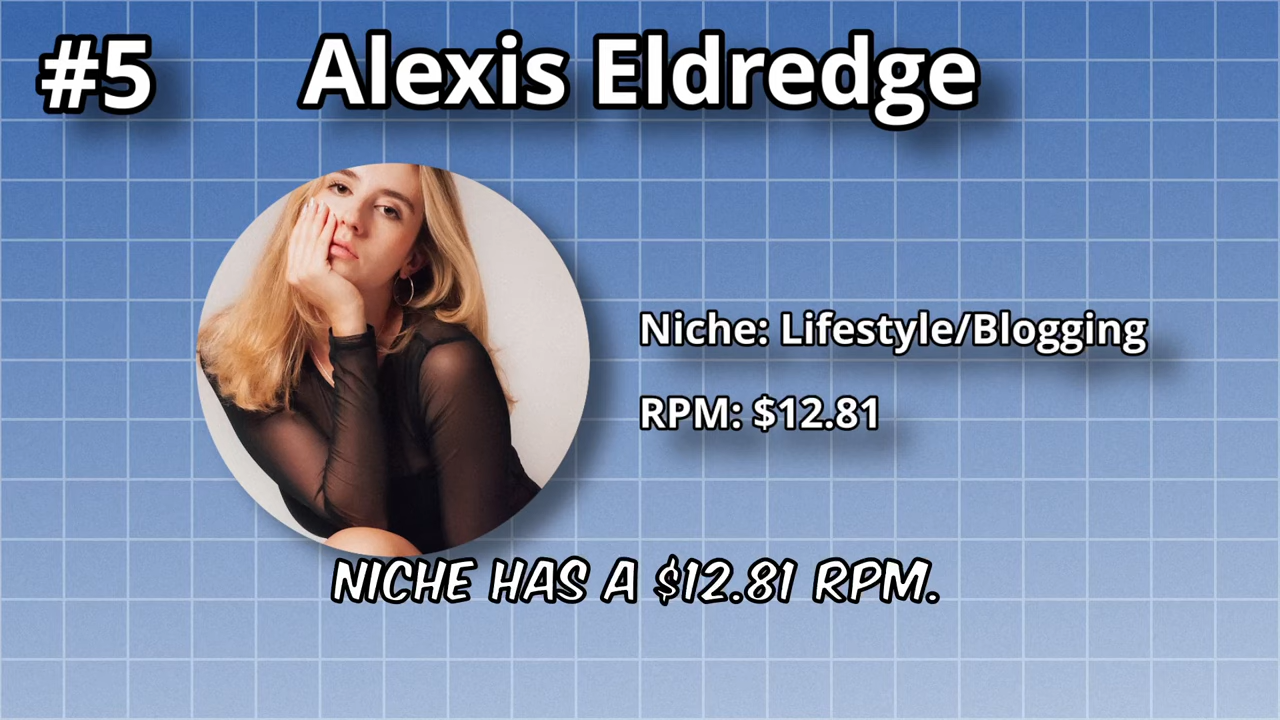 #5 Alexis Eldredge
Niche: Lifestyle/Blogging
RPM: $12.81
NICHE HAS A $12.81 RPM.